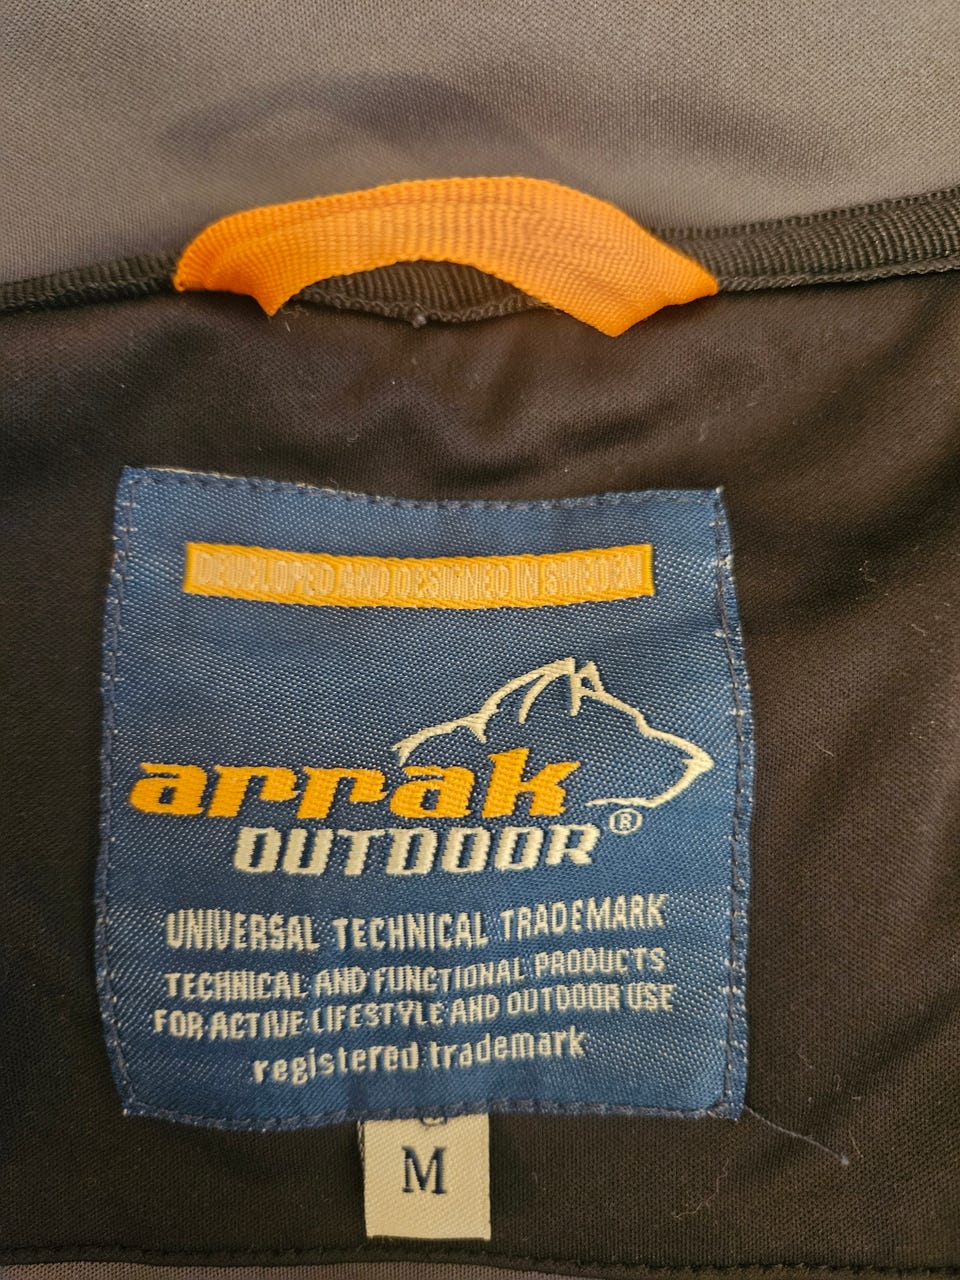 DEVELOPED AND DESIGNED IN SWEDEN
arrak
OUTDOOR®
UNIVERSAL TECHNICAL TRADEMARK
TECHNICAL AND FUNCTIONAL PRODUCTS
FOR ACTIVE LIFESTYLE AND OUTDOOR USE
registered trademark
M